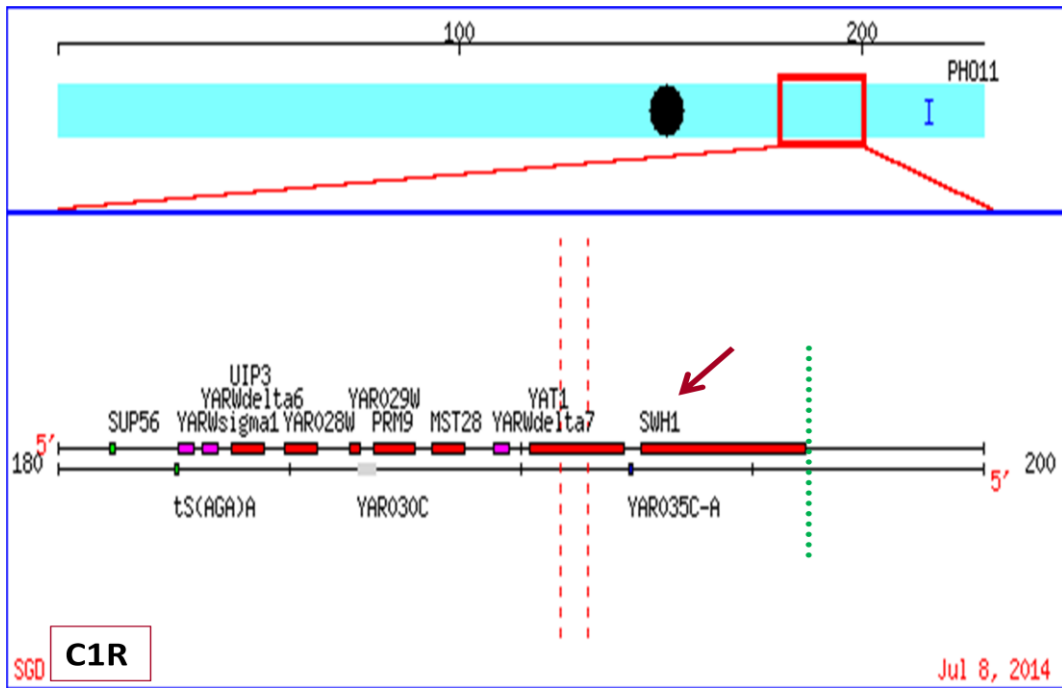 100 200
PHO11
I
UIP3
YARWdelta6 YAR029W YAT1
SUP56 YARWsigma1 YAR028W PRM9 MST28 YARWdelta7 SWH1
5' 
180 200
5'
tS(AGA)A YAR030C YAR035C-A
C1R
SGD Jul 8, 2014